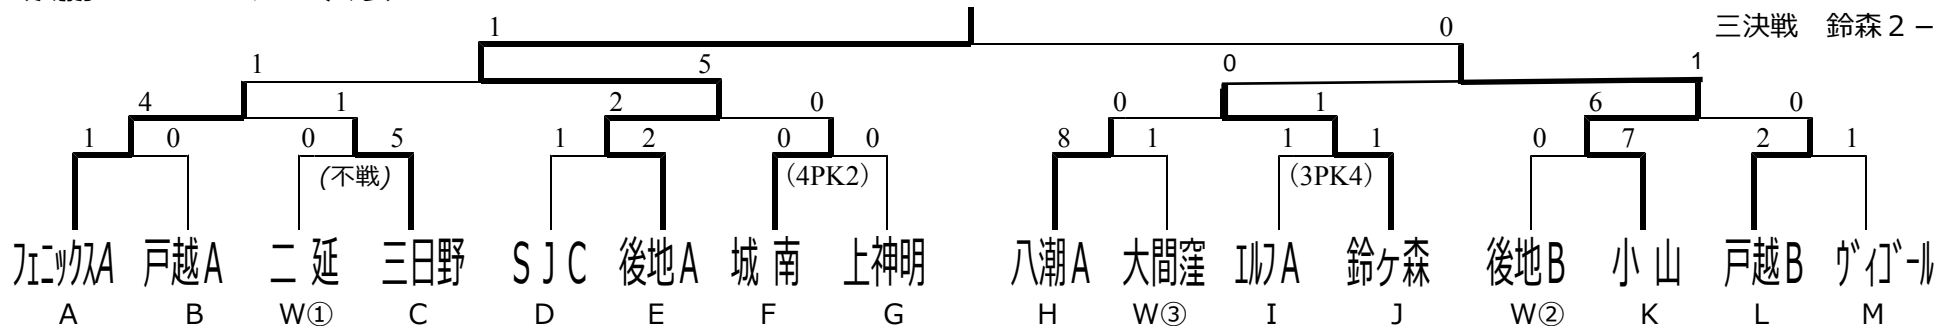 1 0 三決戦 鈴森２－
1 5 0 1
4 1 2 0 0 1 6 0
1 0 0 5 1 2 0 0 8 1 1 1 0 7 2 1
(不戦) （4PK2） （3PK4）
ﾌｪﾆｯｸｽA 戸越A 二 延 三日野 ＳＪＣ 後地A 城 南 上神明 八潮A 大間窪 ｴﾙﾌA 鈴ヶ森 後地B 小 山 戸越B ｳﾞｨｺﾞｰﾙ
A B W① C D E F G H W③ I J W② K L M